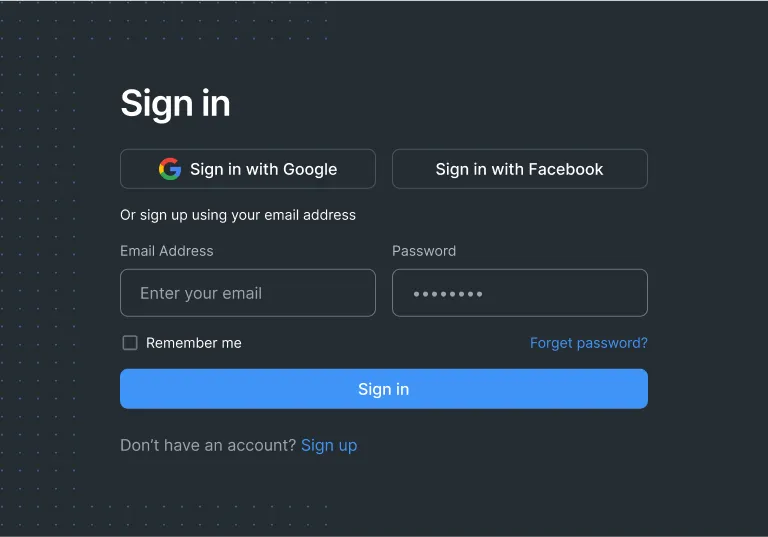 Sign in
Sign in with Google
Sign in with Facebook
Or sign up using your email address
Email Address
Password
Enter your email
••••••••
Remember me
Forget password?
Sign in
Don’t have an account? Sign up